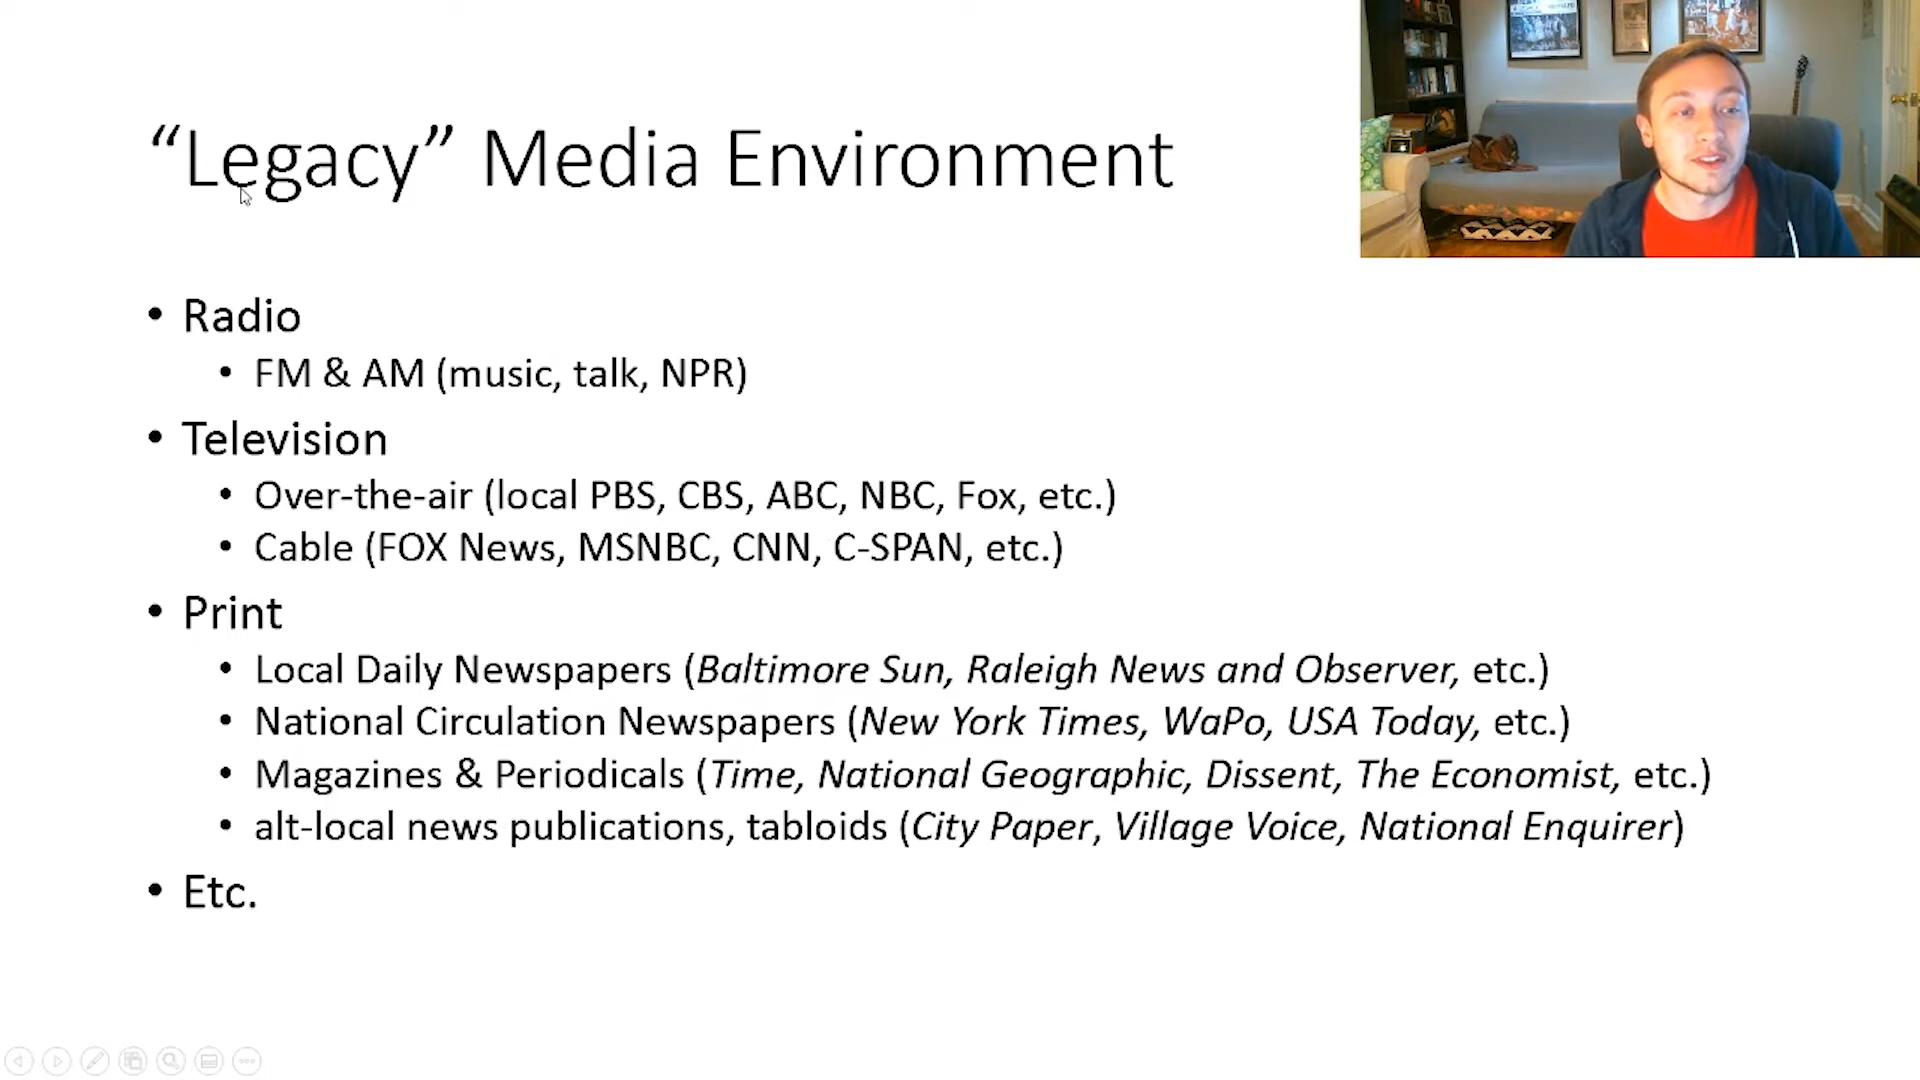 “Legacy” Media Environment
• Radio
• FM & AM (music, talk, NPR)
• Television
• Over-the-air (local PBS, CBS, ABC, NBC, Fox, etc.)
• Cable (FOX News, MSNBC, CNN, C-SPAN, etc.)
• Print
• Local Daily Newspapers (Baltimore Sun, Raleigh News and Observer, etc.)
• National Circulation Newspapers (New York Times, WaPo, USA Today, etc.)
• Magazines & Periodicals (Time, National Geographic, Dissent, The Economist, etc.)
• alt-local news publications, tabloids (City Paper, Village Voice, National Enquirer)
• Etc.